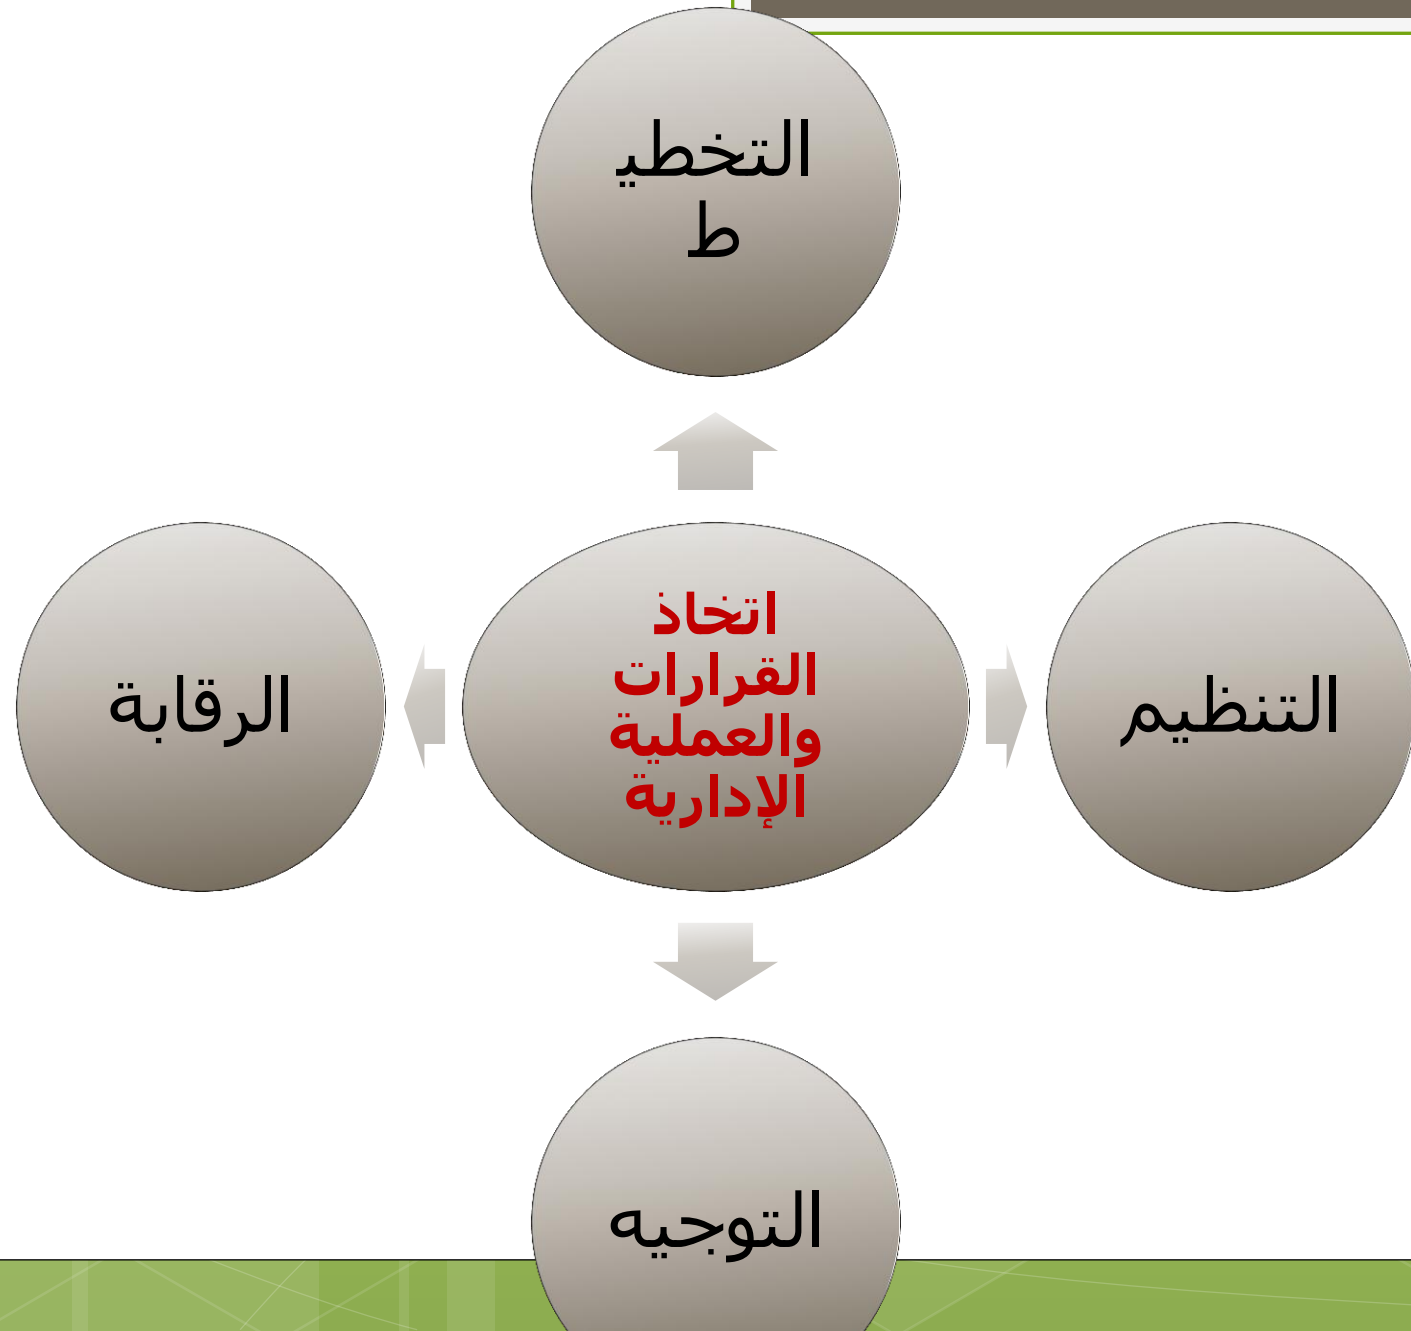 التخطي
ط
اتخاذ
القرارات
والعملية
الإدارية
التنظيم
الرقابة
التوجيه